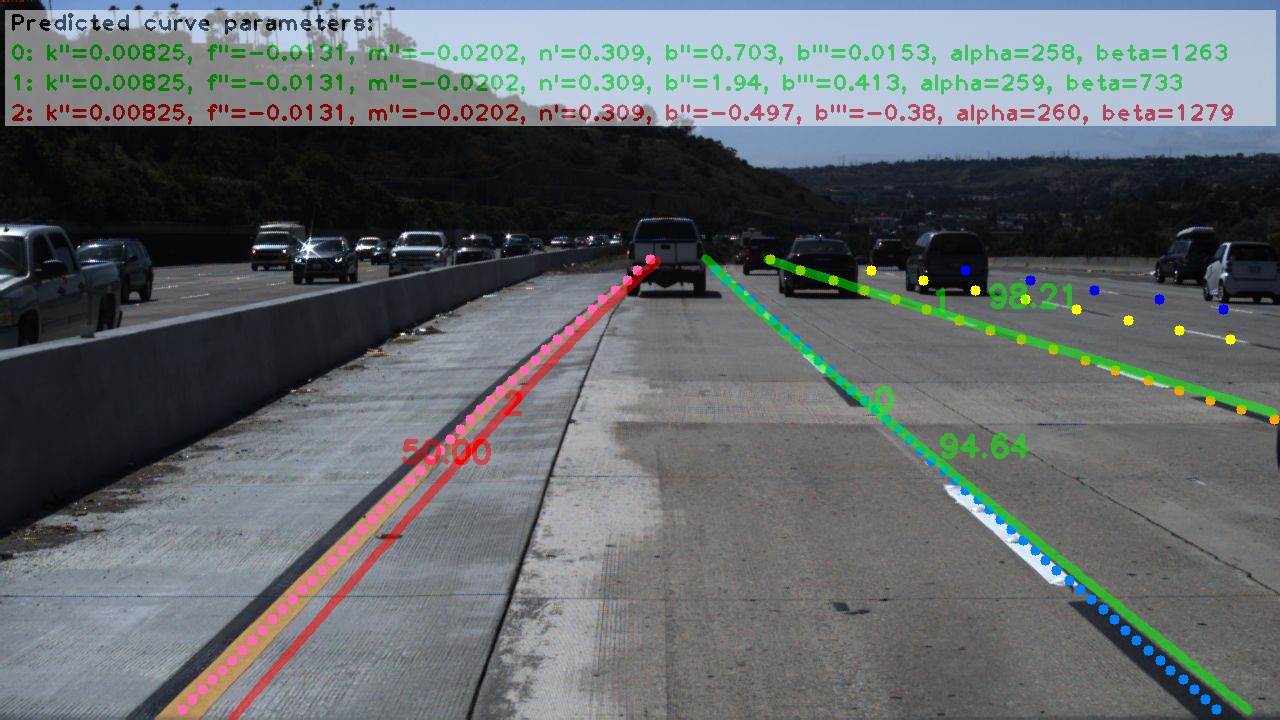 Predicted curve parameters:
0: k''=0.00825, f''=-0.0131, m''=-0.0202, n'=0.309, b''=0.703, b'''=0.0153, alpha=258, beta=1263
1: k''=0.00825, f''=-0.0131, m''=-0.0202, n'=0.309, b''=1.94, b'''=0.413, alpha=259, beta=733
2: k''=0.00825, f''=-0.0131, m''=-0.0202, n'=0.309, b''=-0.497, b'''=-0.38, alpha=260, beta=1279
1 98.21
2
0
50.00
94.64